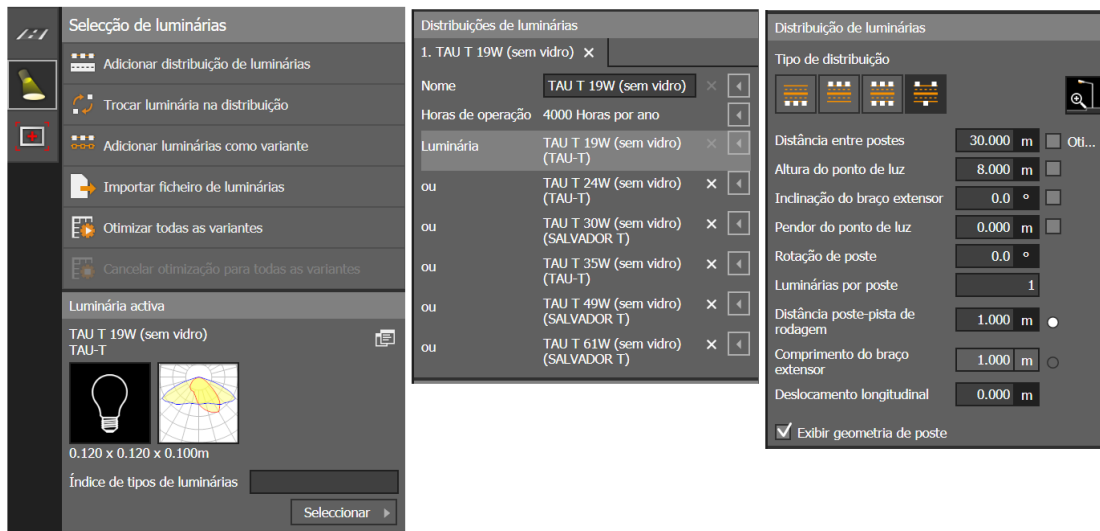 Selecção de luminárias
Adicionar distribuição de luminárias
Trocar luminária na distribuição
Adicionar luminárias como variante
Importar ficheiro de luminárias
Otimizar todas as variantes
Cancelar otimização para todas as variantes
Luminária activa
TAU T 19W (sem vidro)
TAU-T
0.120 x 0.120 x 0.100m
Índice de tipos de luminárias
Seleccionar
Distribuições de luminárias
1. TAU T 19W (sem vidro)
Nome TAU T 19W (sem vidro)
Horas de operação 4000 Horas por ano
Luminária TAU T 19W (sem vidro)
(TAU-T)
ou TAU T 24W (sem vidro)
(TAU-T)
ou TAU T 30W (sem vidro)
(SALVADOR T)
ou TAU T 35W (sem vidro)
(TAU-T)
ou TAU T 49W (sem vidro)
(SALVADOR T)
ou TAU T 61W (sem vidro)
(SALVADOR T)
Distribuição de luminárias
Tipo de distribuição
Distância entre postes 30.000 m Oti...
Altura do ponto de luz 8.000 m
Inclinação do braço extensor 0.0 °
Pendor do ponto de luz 0.000 m
Rotação de poste 0.0 °
Luminárias por poste 1
Distância poste-pista de
rodagem 1.000 m
Comprimento do braço
extensor 1.000 m
Deslocamento longitudinal 0.000 m
Exibir geometria de poste